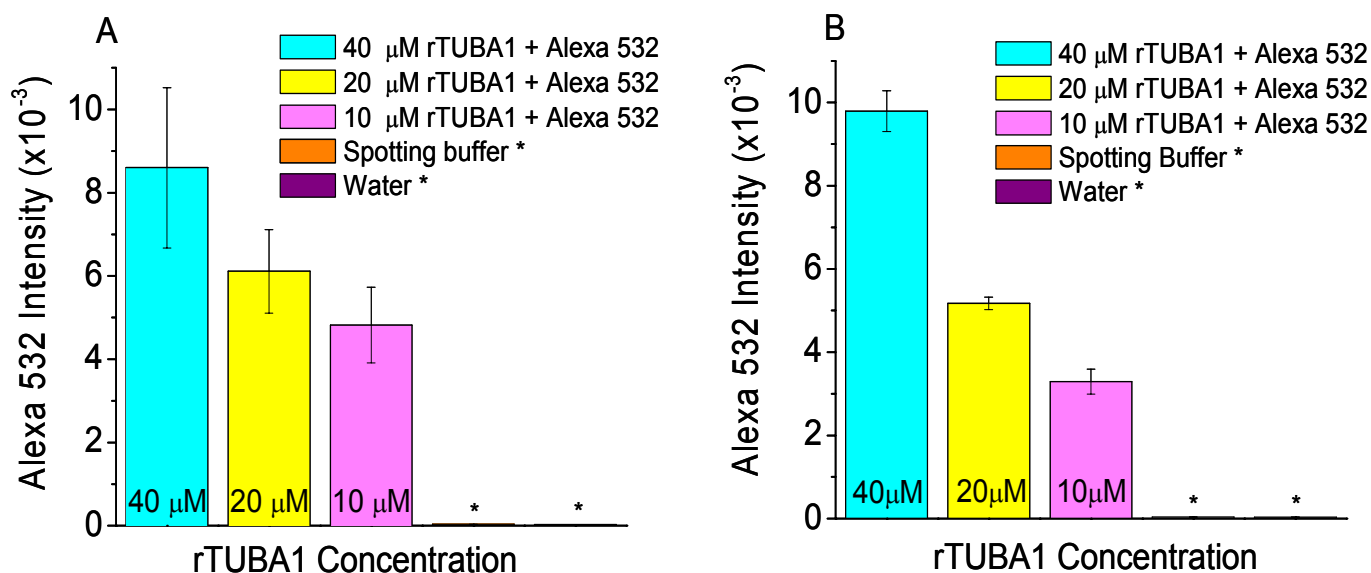 A
40 μM rTUBA1 + Alexa 532
20 μM rTUBA1 + Alexa 532
10 μM rTUBA1 + Alexa 532
Spotting buffer *
Water *
Alexa 532 Intensity (x10⁻³)
10
8
6
4
2
0
40 μM
20 μM
10 μM
*
*
rTUBA1 Concentration
B
40 μM rTUBA1 + Alexa 532
20 μM rTUBA1 + Alexa 532
10 μM rTUBA1 + Alexa 532
Spotting Buffer *
Water *
Alexa 532 Intensity (x10⁻³)
10
8
6
4
2
0
40μM
20μM
10μM
*
*
rTUBA1 Concentration